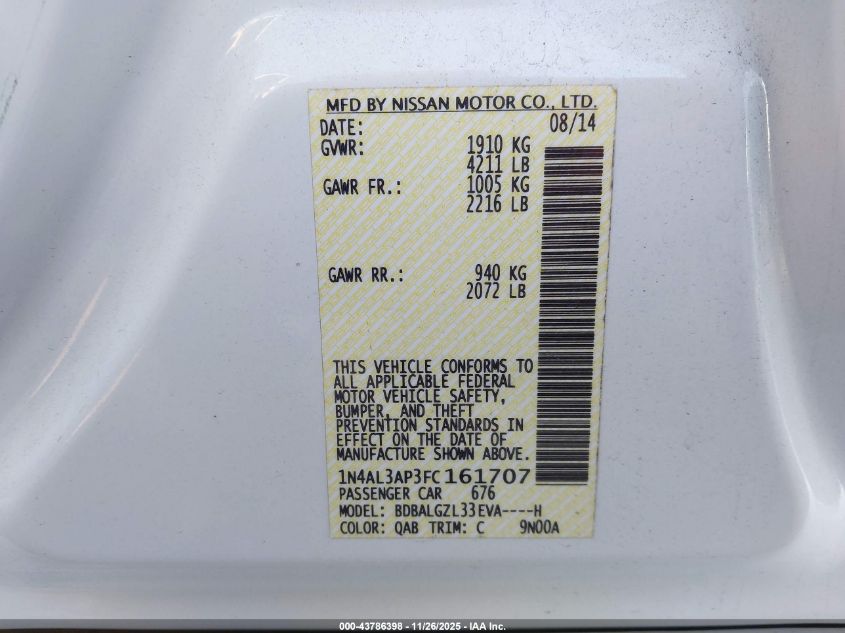 MFD BY NISSAN MOTOR CO., LTD.
DATE: 08/14
GVWR: 1910 KG
4211 LB
GAWR FR.: 1005 KG
2216 LB
GAWR RR.: 940 KG
2072 LB
THIS VEHICLE CONFORMS TO
ALL APPLICABLE FEDERAL
MOTOR VEHICLE SAFETY,
BUMPER, AND THEFT
PREVENTION STANDARDS IN
EFFECT ON THE DATE OF
MANUFACTURE SHOWN ABOVE.
1N4AL3AP3FC161707
PASSENGER CAR 676
MODEL: BDBALGZL33EVA----H
COLOR: QAB TRIM: C 9N00A
000-43786398 - 11/26/2025 - IAA Inc.